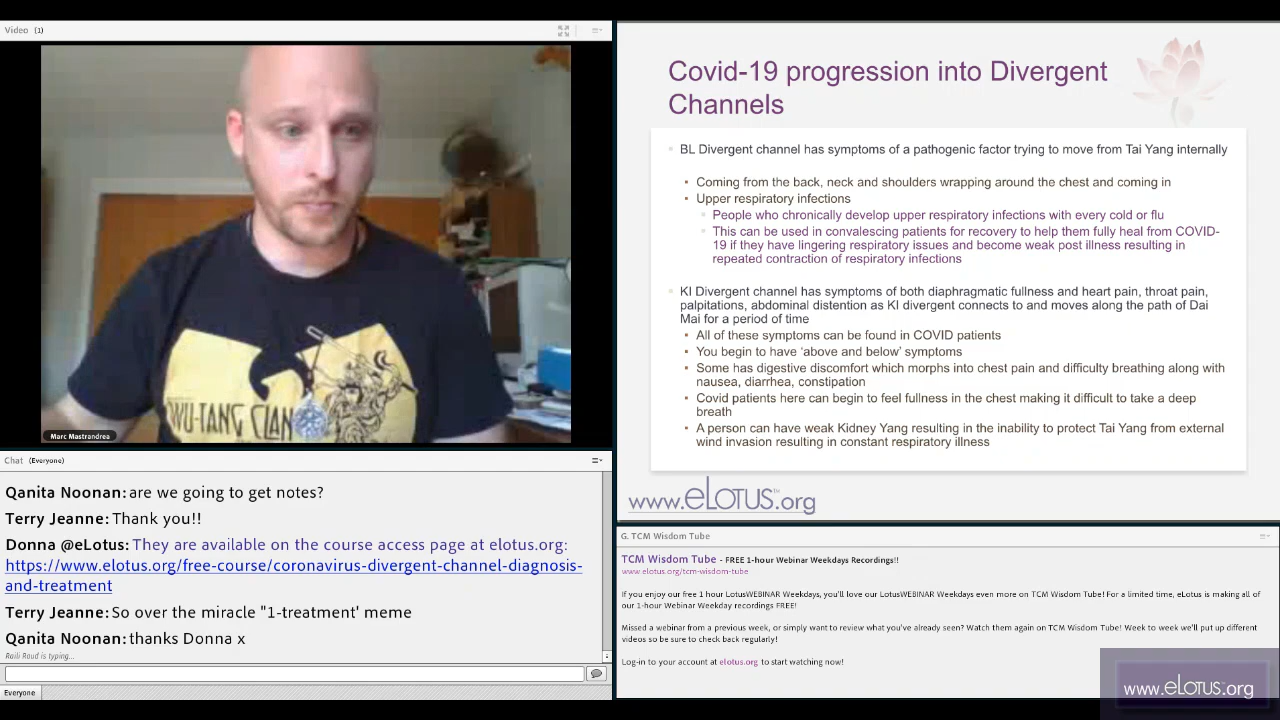 Video (1)
WU-TANG CLAN
Marc Mastrandrea
Chat (Everyone)
Qanita Noonan: are we going to get notes?
Terry Jeanne: Thank you!!
Donna @eLotus: They are available on the course access page at elotus.org:
https://www.elotus.org/free-course/coronavirus-divergent-channel-diagnosis-
and-treatment
Terry Jeanne: So over the miracle "1-treatment' meme
Qanita Noonan: thanks Donna x
Raili Roud is typing...
Everyone
Covid-19 progression into Divergent
Channels
BL Divergent channel has symptoms of a pathogenic factor trying to move from Tai Yang internally
Coming from the back, neck and shoulders wrapping around the chest and coming in
Upper respiratory infections
People who chronically develop upper respiratory infections with every cold or flu
This can be used in convalescing patients for recovery to help them fully heal from COVID-
19 if they have lingering respiratory issues and become weak post illness resulting in
repeated contraction of respiratory infections
KI Divergent channel has symptoms of both diaphragmatic fullness and heart pain, throat pain,
palpitations, abdominal distention as KI divergent connects to and moves along the path of Dai
Mai for a period of time
All of these symptoms can be found in COVID patients
You begin to have ‘above and below’ symptoms
Some has digestive discomfort which morphs into chest pain and difficulty breathing along with
nausea, diarrhea, constipation
Covid patients here can begin to feel fullness in the chest making it difficult to take a deep
breath
A person can have weak Kidney Yang resulting in the inability to protect Tai Yang from external
wind invasion resulting in constant respiratory illness
www.eLOTUS.org
G. TCM Wisdom Tube
TCM Wisdom Tube - FREE 1-hour Webinar Weekdays Recordings!!
www.elotus.org/tcm-wisdom-tube
If you enjoy our free 1 hour LotusWEBINAR Weekdays, you'll love our LotusWEBINAR Weekdays even more on TCM Wisdom Tube! For a limited time, eLotus is making all of
our 1-hour Webinar Weekday recordings FREE!
Missed a webinar from a previous week, or simply want to review what you've already seen? Watch them again on TCM Wisdom Tube! Week to week we'll put up different
videos so be sure to check back regularly!
Log-in to your account at elotus.org to start watching now!
www.eLOTUS.org